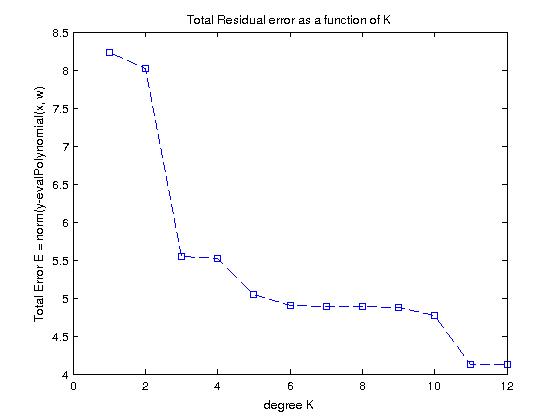 Total Residual error as a function of K
8.5
8
7.5
7
6.5
6
5.5
5
4.5
4
0 2 4 6 8 10 12
degree K
Total Error E = norm(y-evalPolynomial(x, w)